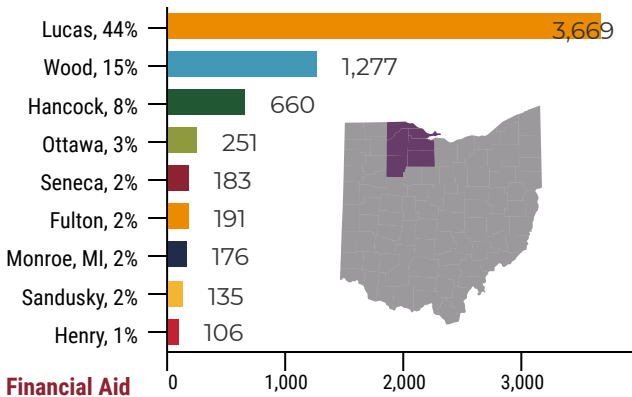 Lucas, 44% 3,669
Wood, 15% 1,277
Hancock, 8% 660
Ottawa, 3% 251
Seneca, 2% 183
Fulton, 2% 191
Monroe, MI, 2% 176
Sandusky, 2% 135
Henry, 1% 106
0 1,000 2,000 3,000
Financial Aid